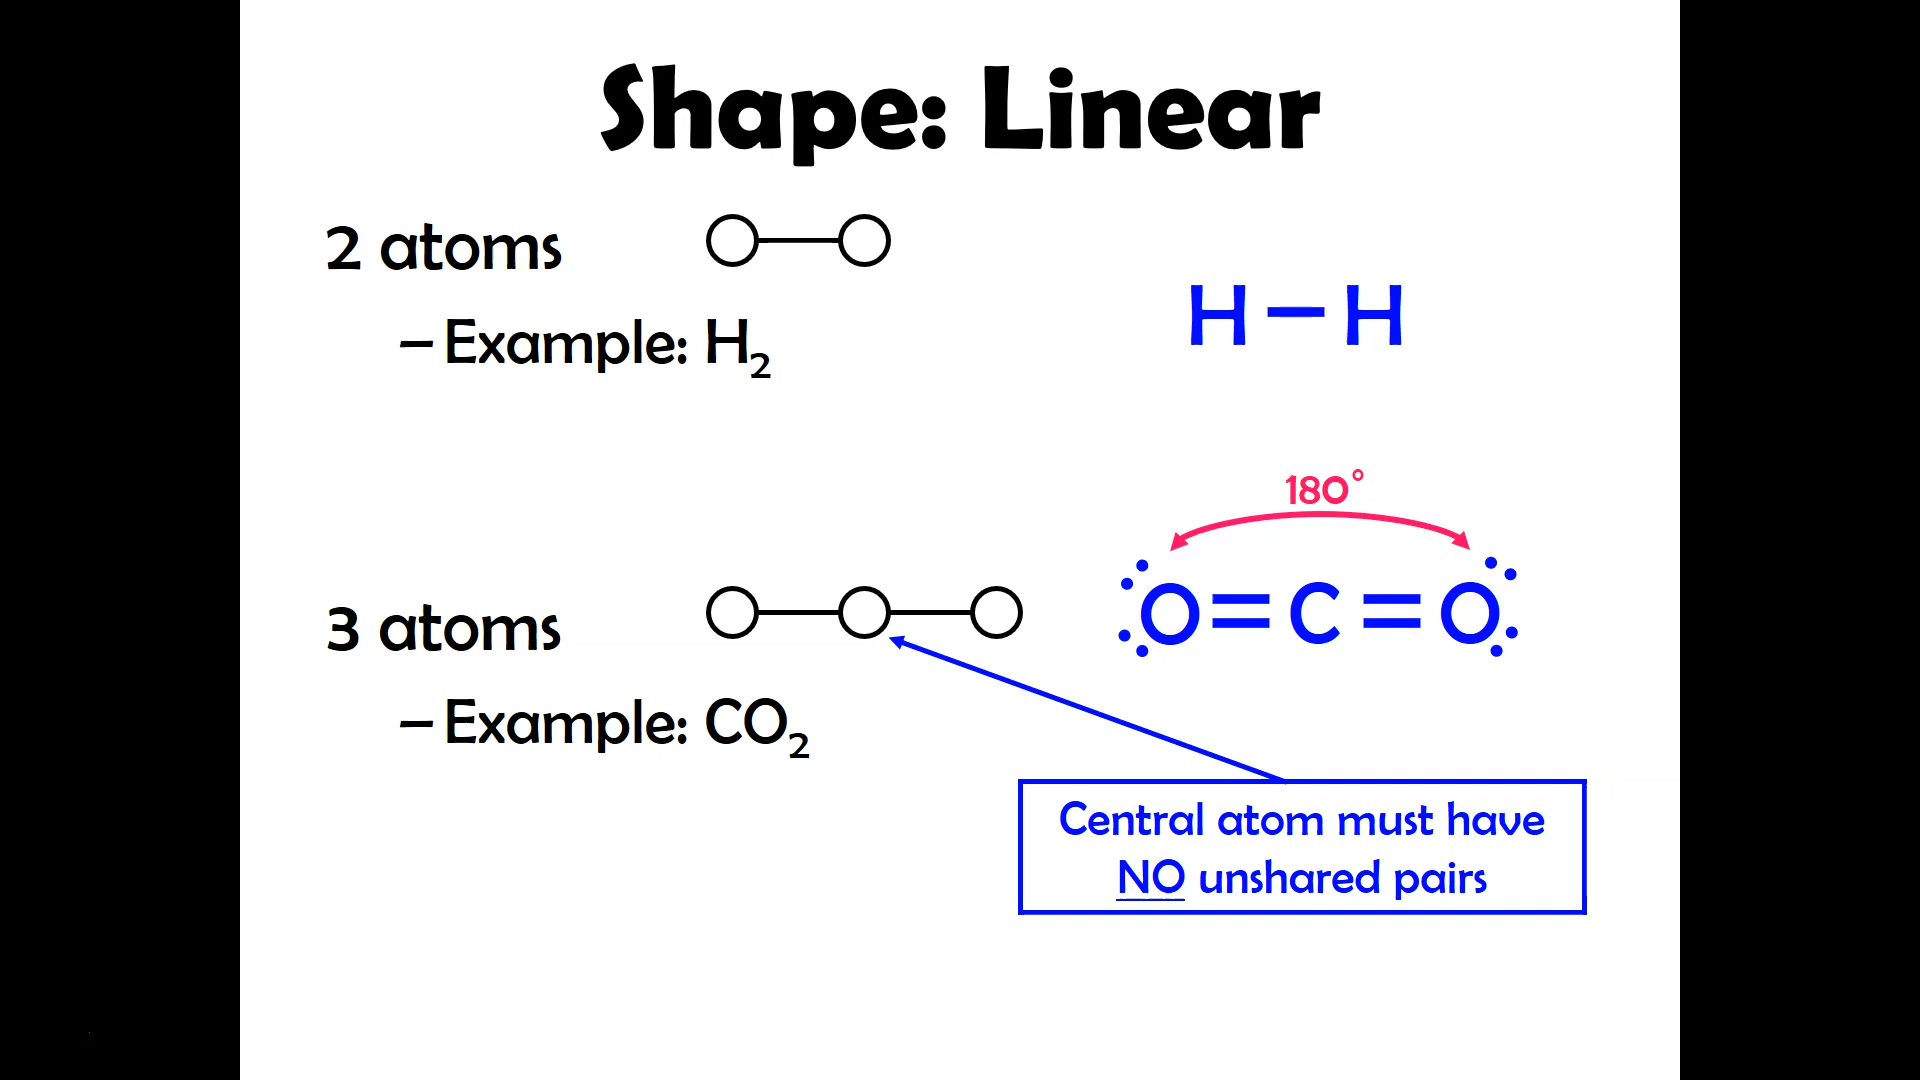 Shape: Linear
2 atoms
– Example: H₂
H – H
180°
3 atoms
O = C = O
– Example: CO₂
Central atom must have
NO unshared pairs